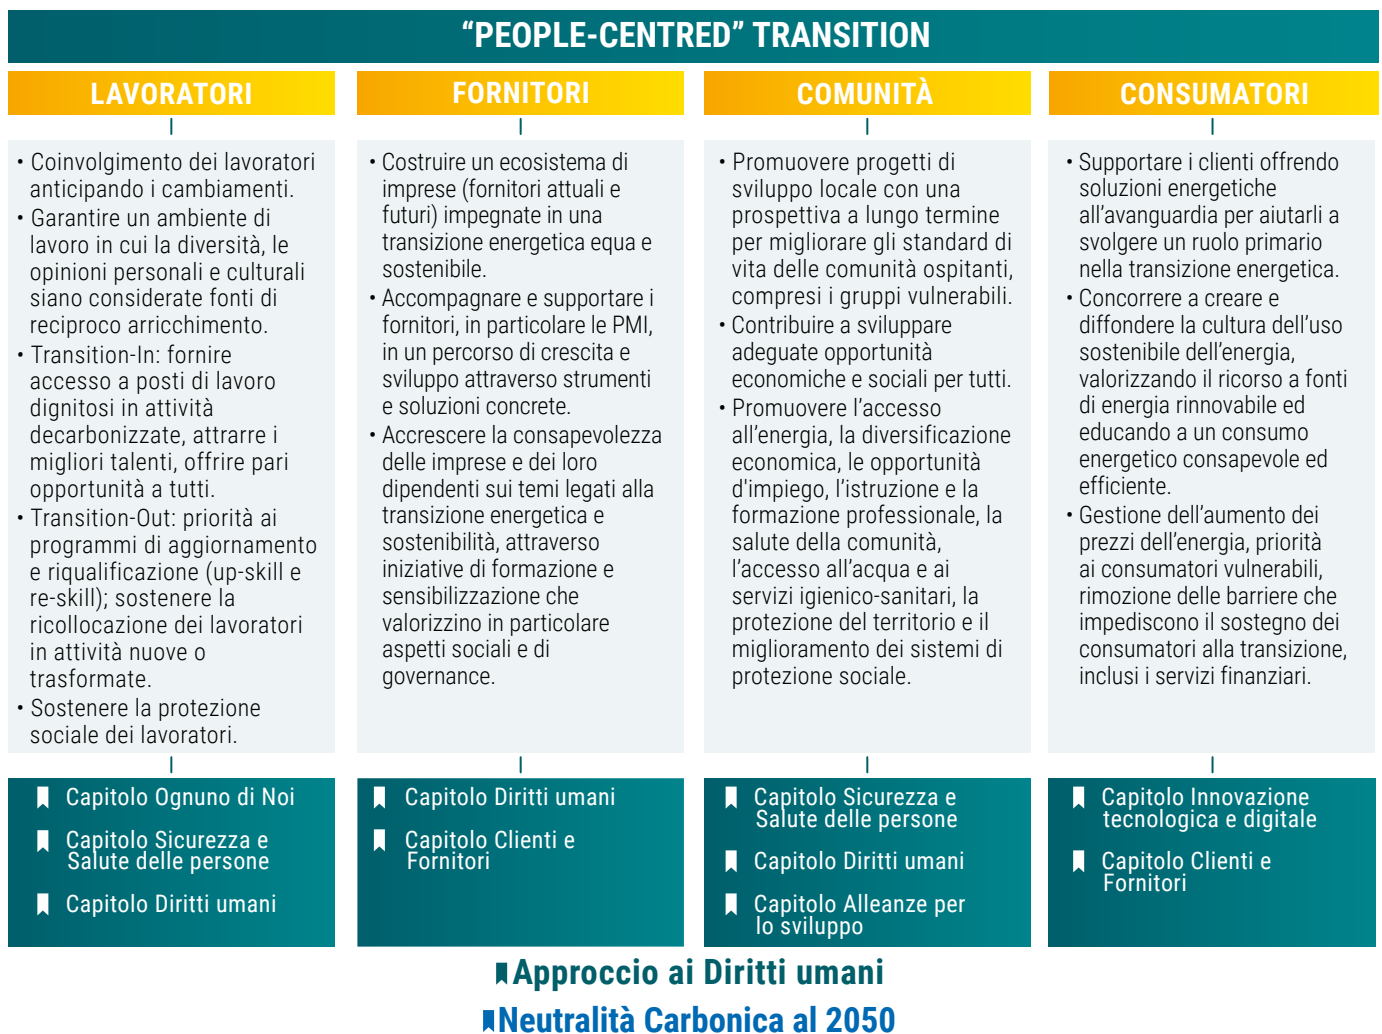 “PEOPLE-CENTRED” TRANSITION
LAVORATORI
• Coinvolgimento dei lavoratori
anticipando i cambiamenti.
• Garantire un ambiente di
lavoro in cui la diversità, le
opinioni personali e culturali
siano considerate fonti di
reciproco arricchimento.
• Transition-In: fornire
accesso a posti di lavoro
dignitosi in attività
decarbonizzate, attrarre i
migliori talenti, offrire pari
opportunità a tutti.
• Transition-Out: priorità ai
programmi di aggiornamento
e riqualificazione (up-skill e
re-skill); sostenere la
ricollocazione dei lavoratori
in attività nuove o
trasformate.
• Sostenere la protezione
sociale dei lavoratori.
Capitolo Ognuno di Noi
Capitolo Sicurezza e
Salute delle persone
Capitolo Diritti umani
FORNITORI
• Costruire un ecosistema di
imprese (fornitori attuali e
futuri) impegnate in una
transizione energetica equa e
sostenibile.
• Accompagnare e supportare i
fornitori, in particolare le PMI,
in un percorso di crescita e
sviluppo attraverso strumenti
e soluzioni concrete.
• Accrescere la consapevolezza
delle imprese e dei loro
dipendenti sui temi legati alla
transizione energetica e
sostenibilità, attraverso
iniziative di formazione e
sensibilizzazione che
valorizzino in particolare
aspetti sociali e di
governance.
Capitolo Diritti umani
Capitolo Clienti e
Fornitori
COMUNITÀ
• Promuovere progetti di
sviluppo locale con una
prospettiva a lungo termine
per migliorare gli standard di
vita delle comunità ospitanti,
compresi i gruppi vulnerabili.
• Contribuire a sviluppare
adeguate opportunità
economiche e sociali per tutti.
• Promuovere l’accesso
all’energia, la diversificazione
economica, le opportunità
d'impiego, l’istruzione e la
formazione professionale, la
salute della comunità,
l’accesso all’acqua e ai
servizi igienico-sanitari, la
protezione del territorio e il
miglioramento dei sistemi di
protezione sociale.
Capitolo Sicurezza e
Salute delle persone
Capitolo Diritti umani
Capitolo Alleanze per
lo sviluppo
CONSUMATORI
• Supportare i clienti offrendo
soluzioni energetiche
all’avanguardia per aiutarli a
svolgere un ruolo primario
nella transizione energetica.
• Concorrere a creare e
diffondere la cultura dell’uso
sostenibile dell’energia,
valorizzando il ricorso a fonti
di energia rinnovabile ed
educando a un consumo
energetico consapevole ed
efficiente.
• Gestione dell’aumento dei
prezzi dell’energia, priorità
ai consumatori vulnerabili,
rimozione delle barriere che
impediscono il sostegno dei
consumatori alla transizione,
inclusi i servizi finanziari.
Capitolo Innovazione
tecnologica e digitale
Capitolo Clienti e
Fornitori
Approccio ai Diritti umani
Neutralità Carbonica al 2050